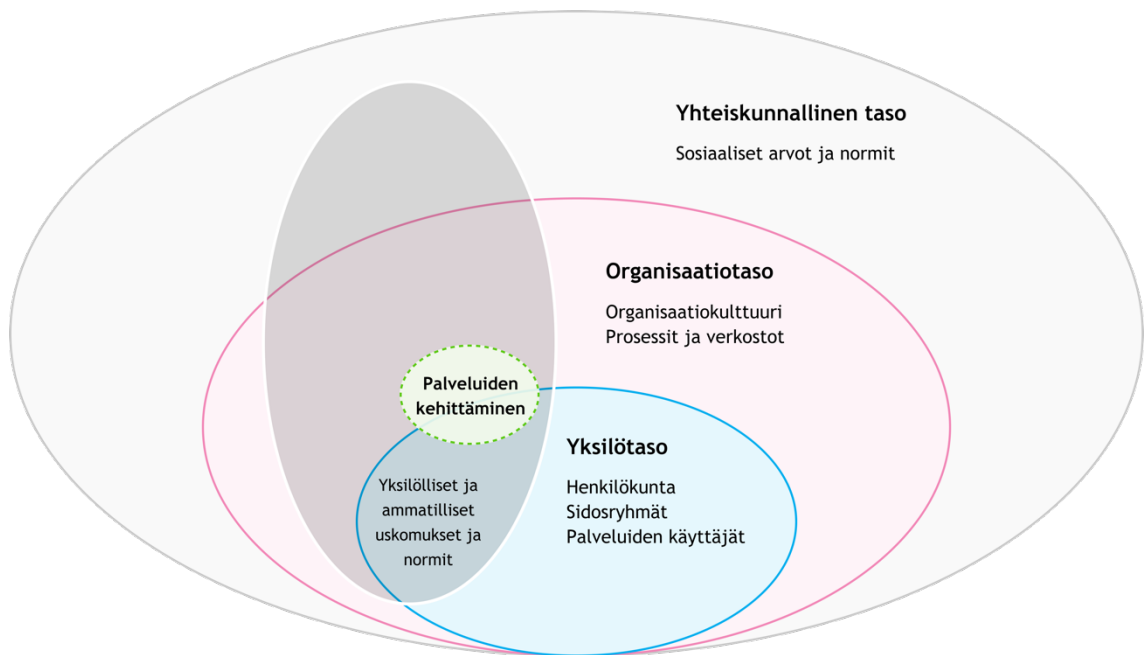 Yhteiskunnallinen taso
Sosiaaliset arvot ja normit
Organisaatiotaso
Organisaatiokulttuuri
Prosessit ja verkostot
Palveluiden
kehittäminen
Yksilötaso
Henkilökunta
Sidosryhmät
Palveluiden käyttäjät
Yksilölliset ja
ammatilliset
uskomukset ja
normit